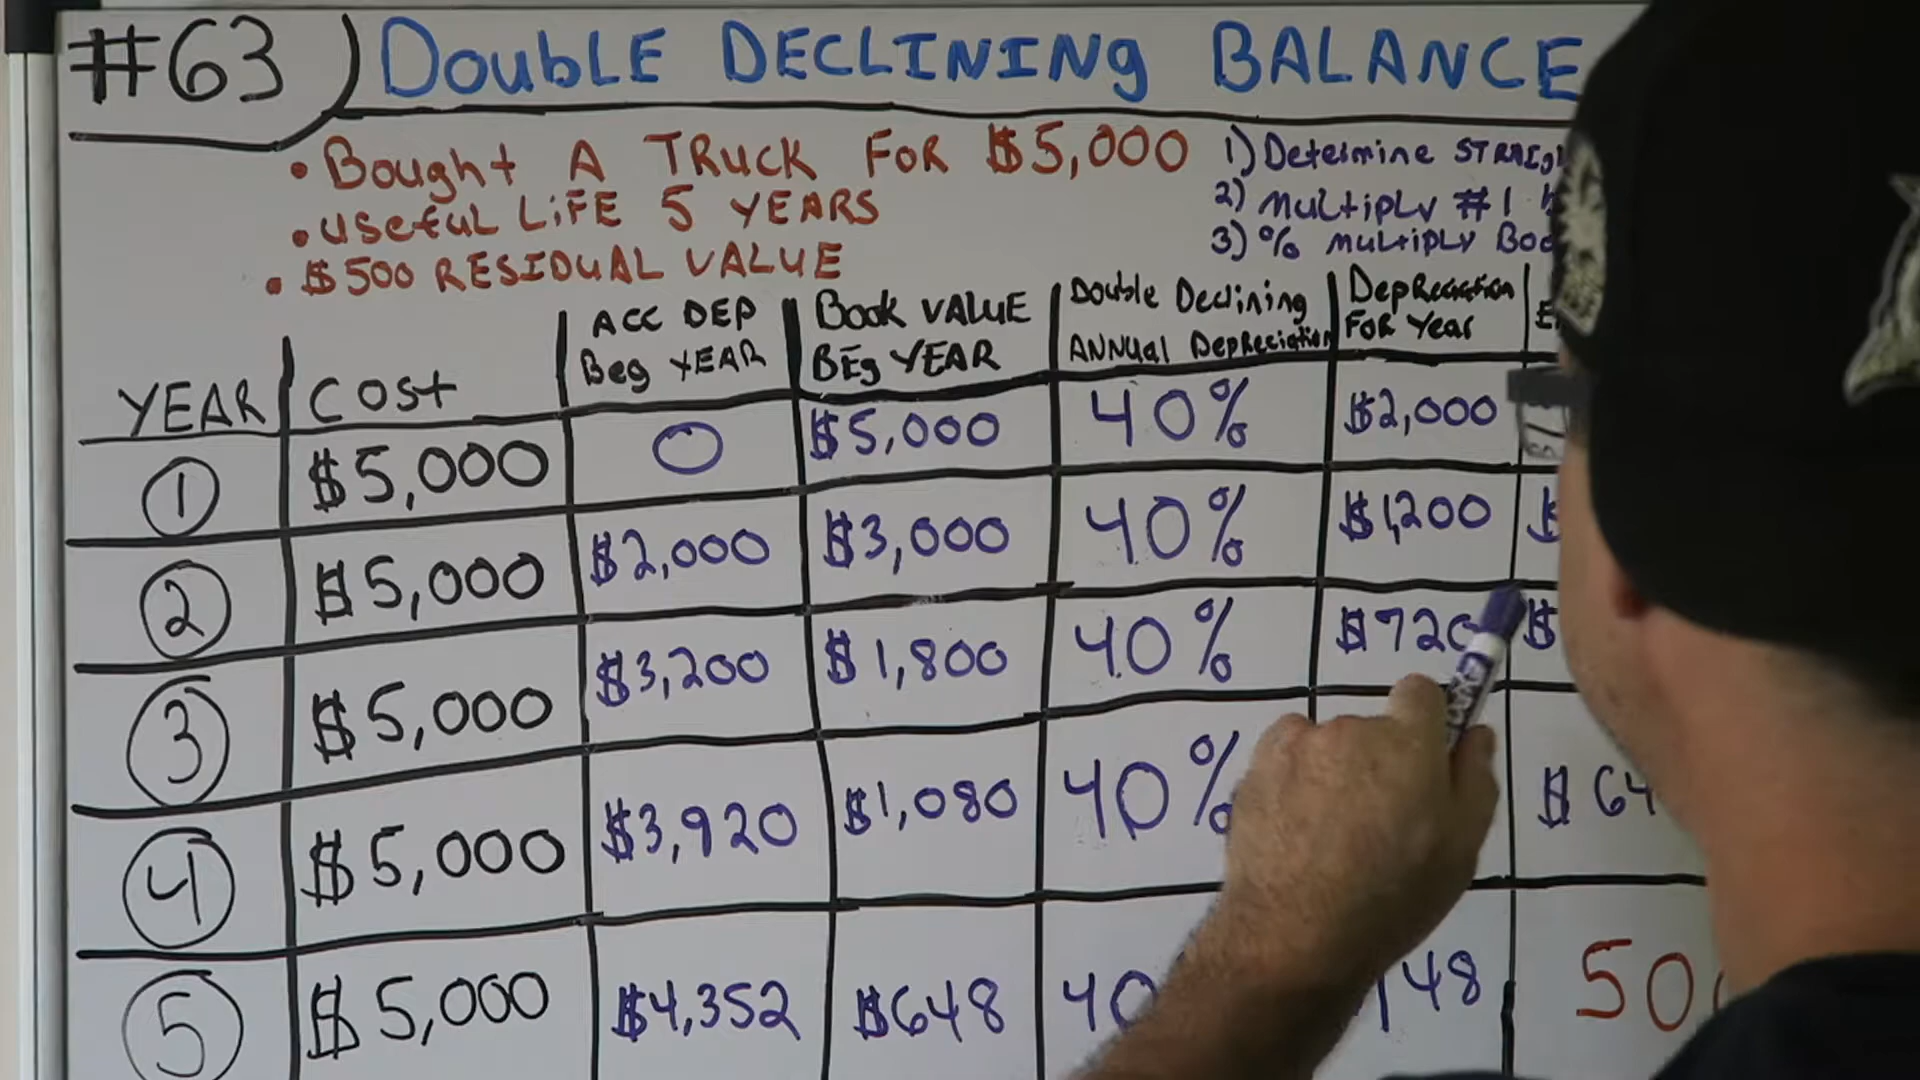 #63) DOUBLE DECLINING BALANCE
• Bought A TRUCK FOR $5,000
• USEFUL LIFE 5 YEARS
• $500 RESIDUAL VALUE
1) Determine
2) Multiply #1
3) % Multiply
YEAR COST ACC DEP Beg YEAR Book VALUE BEg YEAR Double Declining ANNUAL Depreciation Depreciation FOR Year
1 $5,000 0 $5,000 40% $2,000
2 $5,000 $2,000 $3,000 40% $1,200
3 $5,000 $3,200 $1,800 40% $720
4 $5,000 $3,920 $1,080 40%
5 $5,000 $4,352 $648 40 148